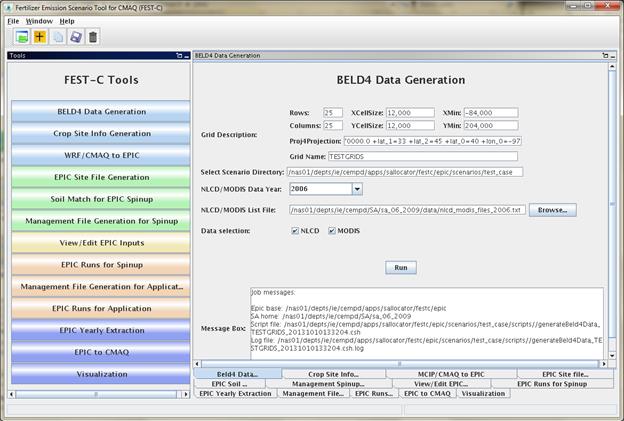 Fertilizer Emission Scenario Tool for CMAQ (FEST-C)
File Window Help
Tools
FEST-C Tools
BELD4 Data Generation
Crop Site Info Generation
WRF/CMAQ to EPIC
EPIC Site File Generation
Soil Match for EPIC Spinup
Management File Generation for Spinup
View/Edit EPIC Inputs
EPIC Runs for Spinup
Management File Generation for Applicat...
EPIC Runs for Application
EPIC Yearly Extraction
EPIC to CMAQ
Visualization
BELD4 Data Generation
BELD4 Data Generation
Grid Description:
Rows: 25 XCellSize: 12,000 XMin: -84,000
Columns: 25 YCellSize: 12,000 YMin: 204,000
Proj4Projection: "0000.0 +lat_1=33 +lat_2=45 +lat_0=40 +lon_0=-97
Grid Name: TESTGRIDS
Select Scenario Directory: /nas01/depts/ie/cempd/apps/sallocator/festc/epic/scenarios/test_case
NLCD/MODIS Data Year: 2006
NLCD/MODIS List File: /nas01/depts/ie/cempd/SA/sa_06_2009/data/nlcd_modis_files_2006.txt Browse...
Data selection: NLCD MODIS
Run
Message Box:
Job messages:
Epic base: /nas01/depts/ie/cempd/apps/sallocator/festc/epic
SA home: /nas01/depts/ie/cempd/SA/sa_06_2009
Script file: /nas01/depts/ie/cempd/apps/sallocator/festc/epic/scenarios/test_case/scripts//generateBeld4Data_
TESTGRIDS_20131010133204.csh
Log file: /nas01/depts/ie/cempd/apps/sallocator/festc/epic/scenarios/test_case/scripts//generateBeld4Data_TE
STGRIDS_20131010133204.csh.log
Beld4 Data... Crop Site Info... MCIP/CMAQ to EPIC EPIC Site file...
EPIC Soil ... Management Spinup... View/Edit EPIC... EPIC Runs for Spinup
EPIC Yearly Extraction Management File... EPIC Runs... EPIC to CMAQ Visualization